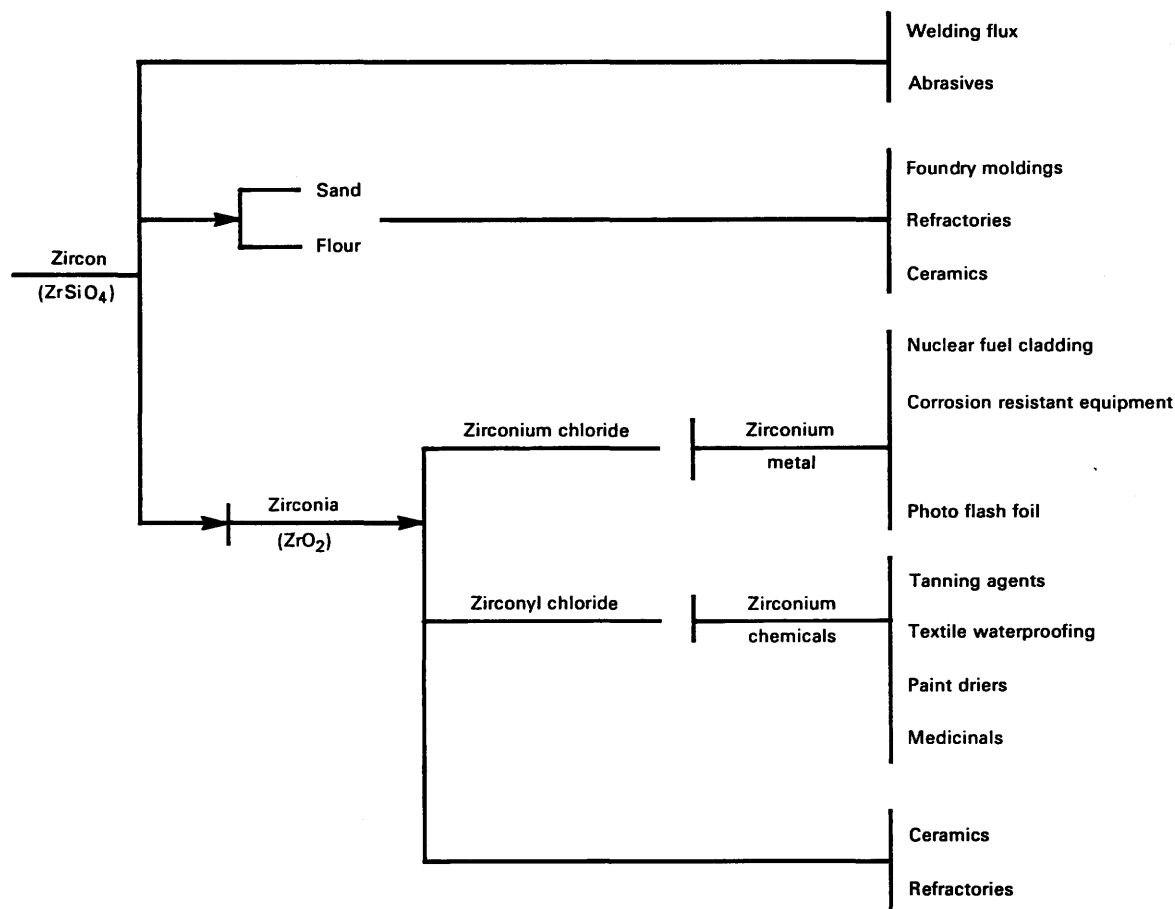 Welding flux
Abrasives
Foundry moldings
Sand
Refractories
Flour
Zircon
(ZrSiO4)
Ceramics
Nuclear fuel cladding
Corrosion resistant equipment
Zirconium chloride
Zirconium
metal
Zirconia
(ZrO2)
Photo flash foil
Tanning agents
Zirconyl chloride
Zirconium
chemicals
Textile waterproofing
Paint driers
Medicinals
Ceramics
Refractories